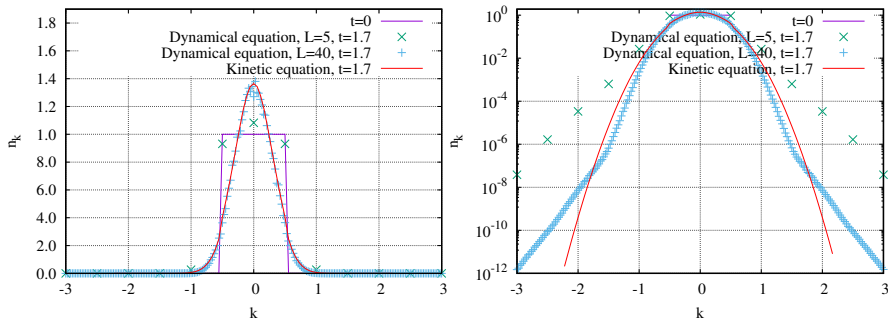 1.8
1.6
1.4
1.2
1.0
8.0
6.0
4.0
2.0
0.0
n_k
-3 -2 -1 0 1 2 3
k
t=0
Dynamical equation, L=5, t=1.7
Dynamical equation, L=40, t=1.7
Kinetic equation, t=1.7
10^0
10^-2
10^-4
10^-6
10^-8
10^-10
10^-12
n_k
-3 -2 -1 0 1 2 3
k
t=0
Dynamical equation, L=5, t=1.7
Dynamical equation, L=40, t=1.7
Kinetic equation, t=1.7